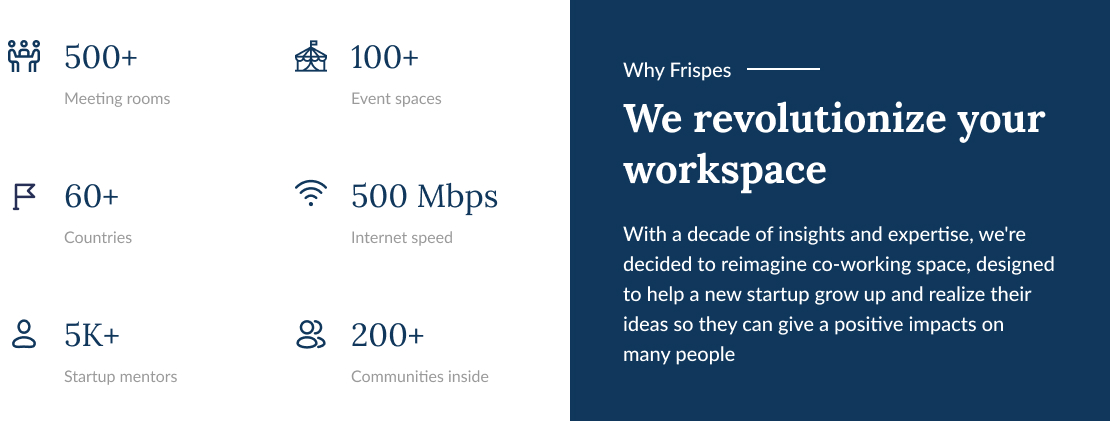 500+
Meeting rooms
100+
Event spaces
60+
Countries
500 Mbps
Internet speed
5K+
Startup mentors
200+
Communities inside
Why Frispes
We revolutionize your
workspace
With a decade of insights and expertise, we're
decided to reimagine co-working space, designed
to help a new startup grow up and realize their
ideas so they can give a positive impacts on
many people